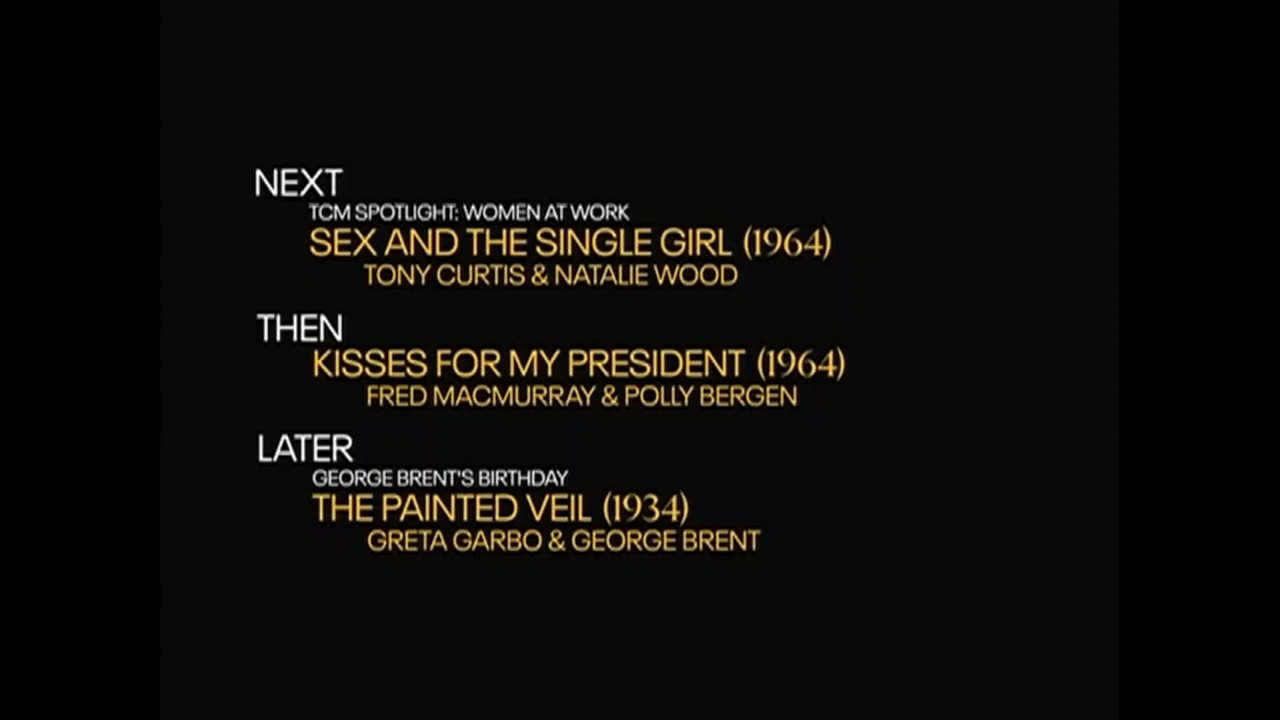 NEXT
TCM SPOTLIGHT: WOMEN AT WORK
SEX AND THE SINGLE GIRL (1964)
TONY CURTIS & NATALIE WOOD
THEN
KISSES FOR MY PRESIDENT (1964)
FRED MACMURRAY & POLLY BERGEN
LATER
GEORGE BRENT'S BIRTHDAY
THE PAINTED VEIL (1934)
GRETA GARBO & GEORGE BRENT